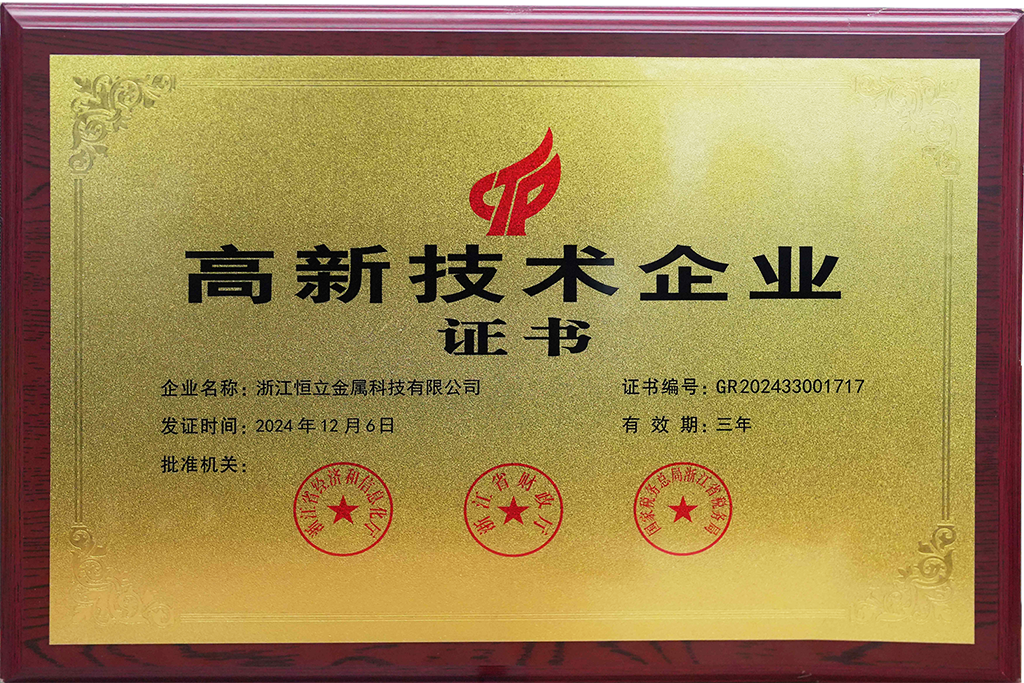 高新技术企业
证书
企业名称：浙江恒立金属科技有限公司
证书编号：GR202433001717
发证时间：2024年12月6日
有效期：三年
批准机关：
浙江省经济和信息化厅
浙江省财政厅
国家税务总局浙江省税务局